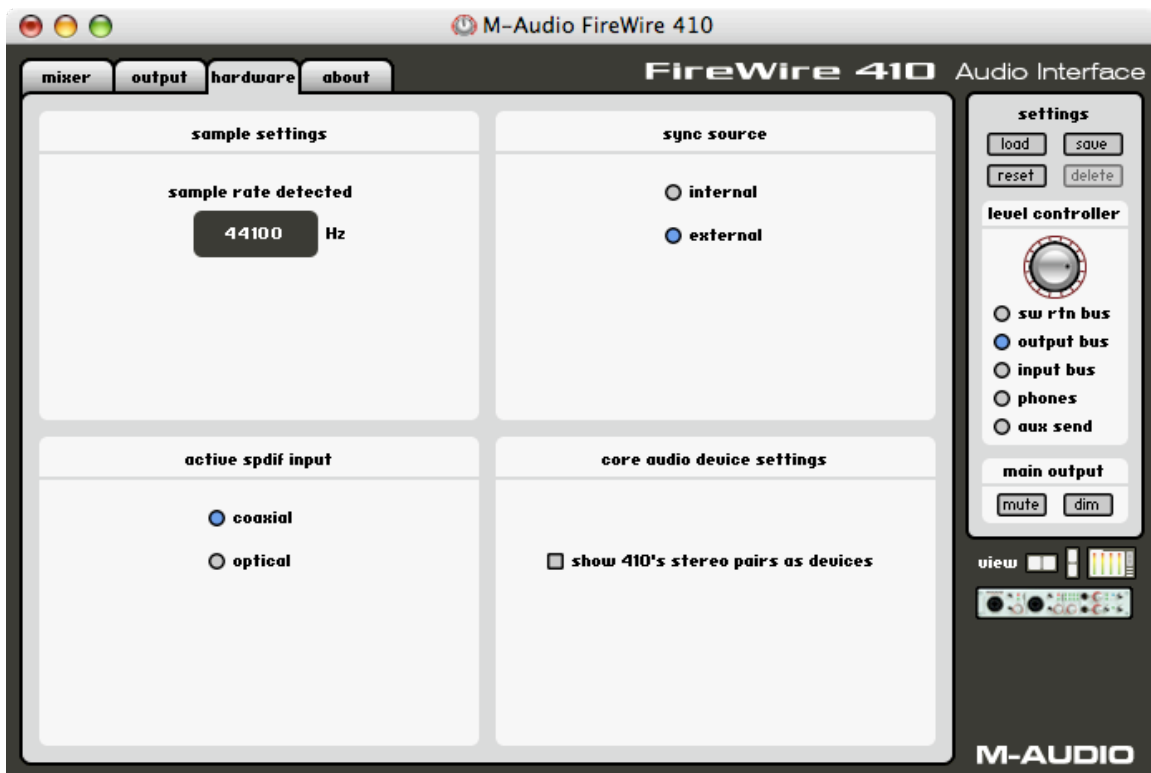 M-Audio FireWire 410
mixer output hardware about
FireWire 410 Audio Interface
sample settings
sample rate detected
44100 Hz
sync source
internal
external
active spdif input
coaxial
optical
core audio device settings
show 410's stereo pairs as devices
settings
load save
reset delete
level controller
sw rtn bus
output bus
input bus
phones
aux send
main output
mute dim
view
M-AUDIO